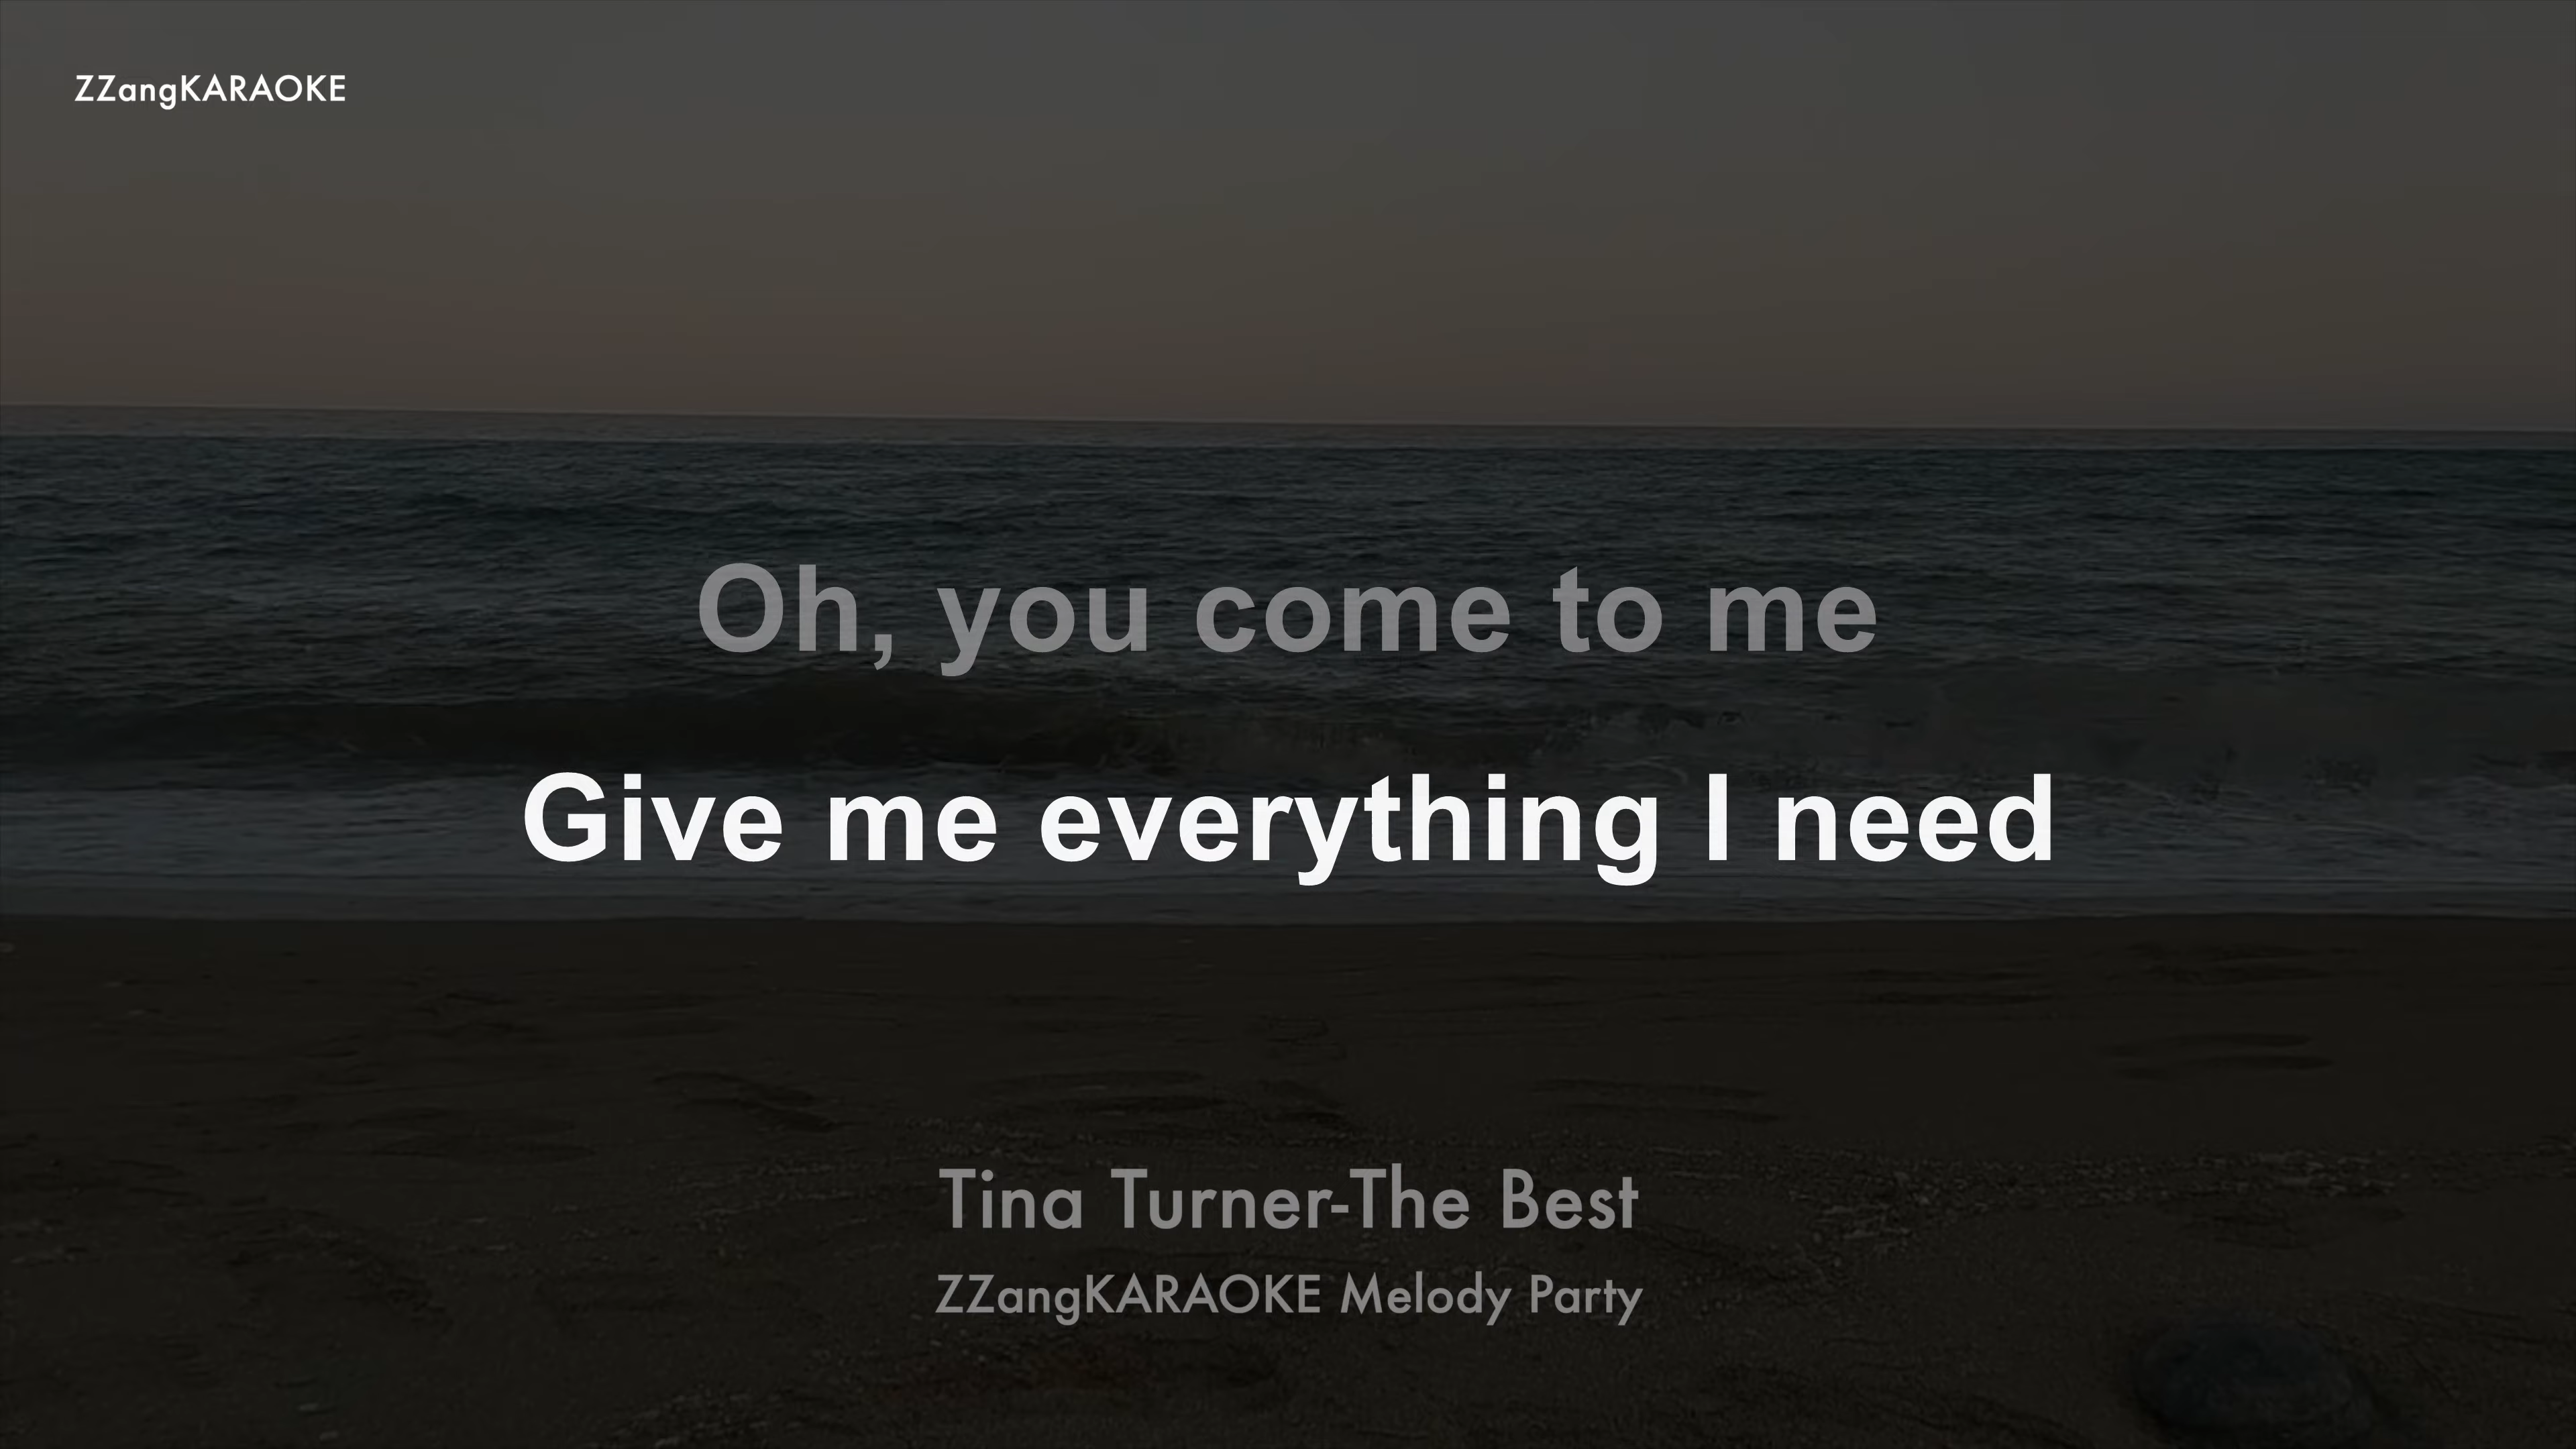 ZZangKARAOKE
Oh, you come to me
Give me everything I need
Tina Turner-The Best
ZZangKARAOKE Melody Party